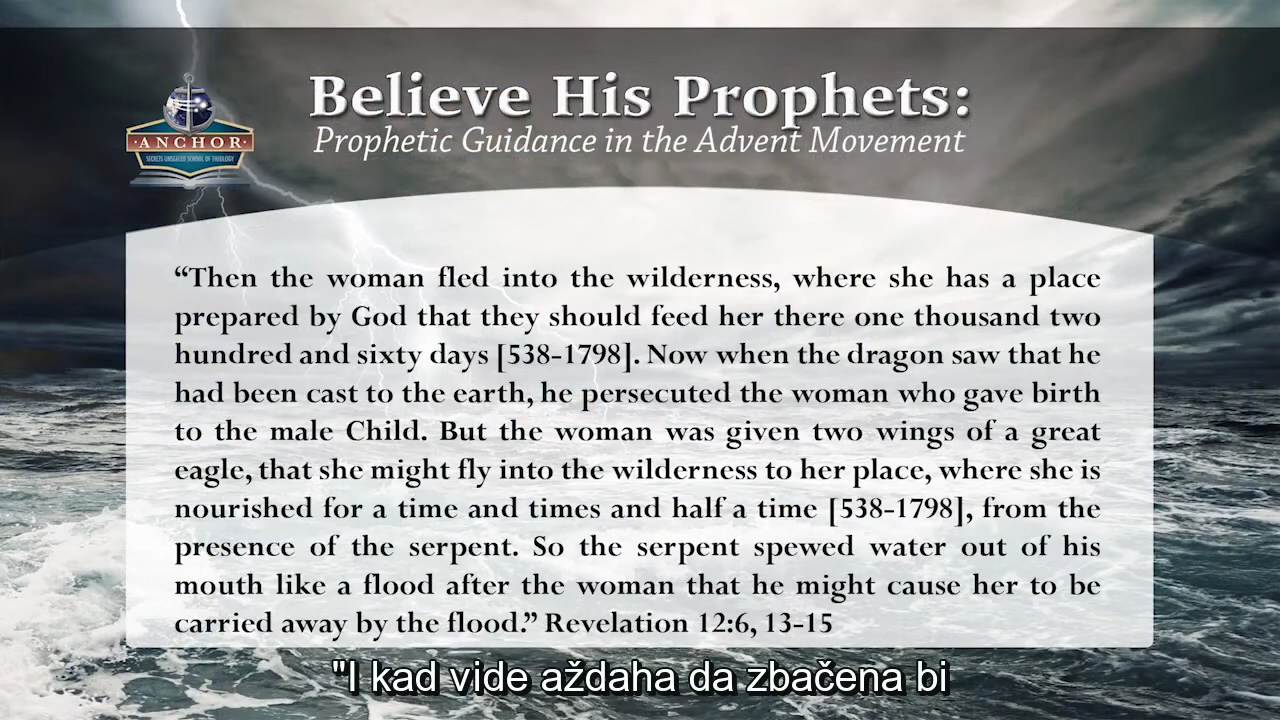 Believe His Prophets:
Prophetic Guidance in the Advent Movement
·ANCHOR·
SECRETS UNSEALED SCHOOL OF THEOLOGY
“Then the woman fled into the wilderness, where she has a place
prepared by God that they should feed her there one thousand two
hundred and sixty days [538-1798]. Now when the dragon saw that he
had been cast to the earth, he persecuted the woman who gave birth
to the male Child. But the woman was given two wings of a great
eagle, that she might fly into the wilderness to her place, where she is
nourished for a time and times and half a time [538-1798], from the
presence of the serpent. So the serpent spewed water out of his
mouth like a flood after the woman that he might cause her to be
carried away by the flood.” Revelation 12:6, 13-15
"I kad vide aždaha da zbačena bi